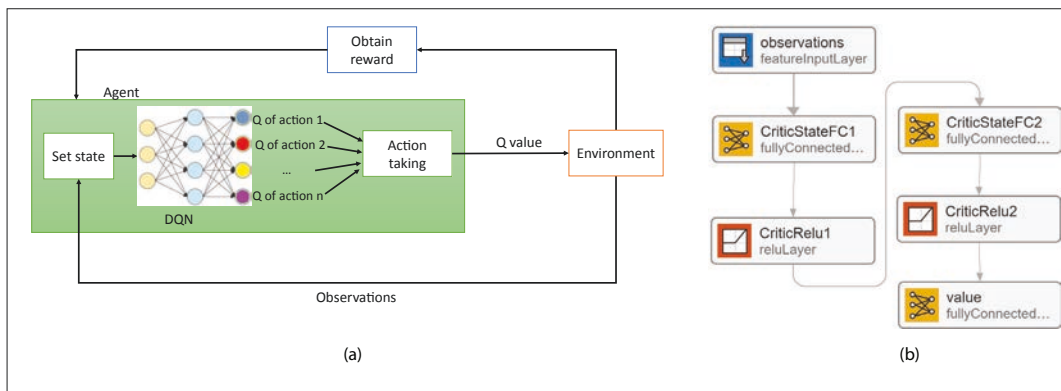 Obtain
reward
Agent
Set state
Q of action 1
Q of action 2
...
Q of action n
DQN
Action
taking
Q value
Environment
Observations
(a)
observations
featureInputLayer
CriticStateFC1
fullyConnected...
CriticRelu1
reluLayer
CriticStateFC2
fullyConnected...
CriticRelu2
reluLayer
value
fullyConnected...
(b)